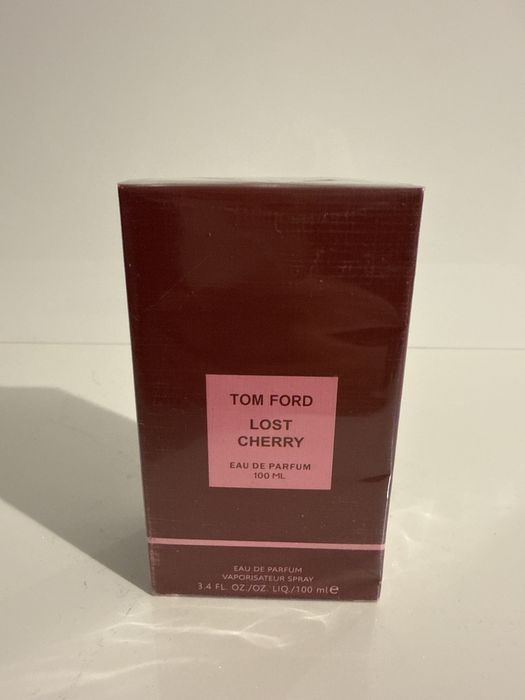 TOM FORD
LOST
CHERRY
EAU DE PARFUM
100 ML
EAU DE PARFUM
VAPORISATEUR SPRAY
3.4 FL. OZ./OZ. LIQ./100 ml ℮